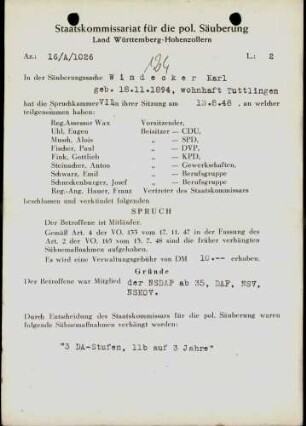 Staatskommissariat für die pol. Säuberung
Land Württemberg-Hohenzollern
Az.: 16/A/1026
L.: 2
134
In der Säuberungssache Windecker Karl
geb. 18.11.1894, wohnhaft Tuttlingen
hat die Spruchkammer VII in ihrer Sitzung am 12.8.48, an welcher
teilgenommen haben:
Reg.Assessor Wax Vorsitzender,
Uhl, Eugen Beisitzer — CDU,
Munch, Alois „ — SPD,
Fischer, Paul „ — DVP,
Fink, Gottlieb „ — KPD,
Steinacher, Anton „ — Gewerkschaften,
Schwarz, Emil „ — Berufsgruppe
Schneckenburger, Josef „ — Berufsgruppe
Reg.-Ang. Hauer, Franz Vertreter des Staatskommissars
beschlossen und verkündet folgenden
SPRUCH
Der Betroffene ist Mitläufer.
Gemäß Art. 4 der VO 133 vom 17. 11. 47 in der Fassung des
Art. 2 der VO. 165 vom 13. 7. 48 sind die früher verhängten
Sühnemaßnahmen aufgehoben.
Es wird eine Verwaltungsgebühr von DM 10.-- erhoben.
Gründe
Der Betroffene war Mitglied der NSDAP ab 35, DAF, NSV,
NSKOV.
Durch Entscheidung des Staatskommissars für die pol. Säuberung waren
folgende Sühnemaßnahmen verhängt worden:
"3 DA-Stufen, 11b auf 3 Jahre"